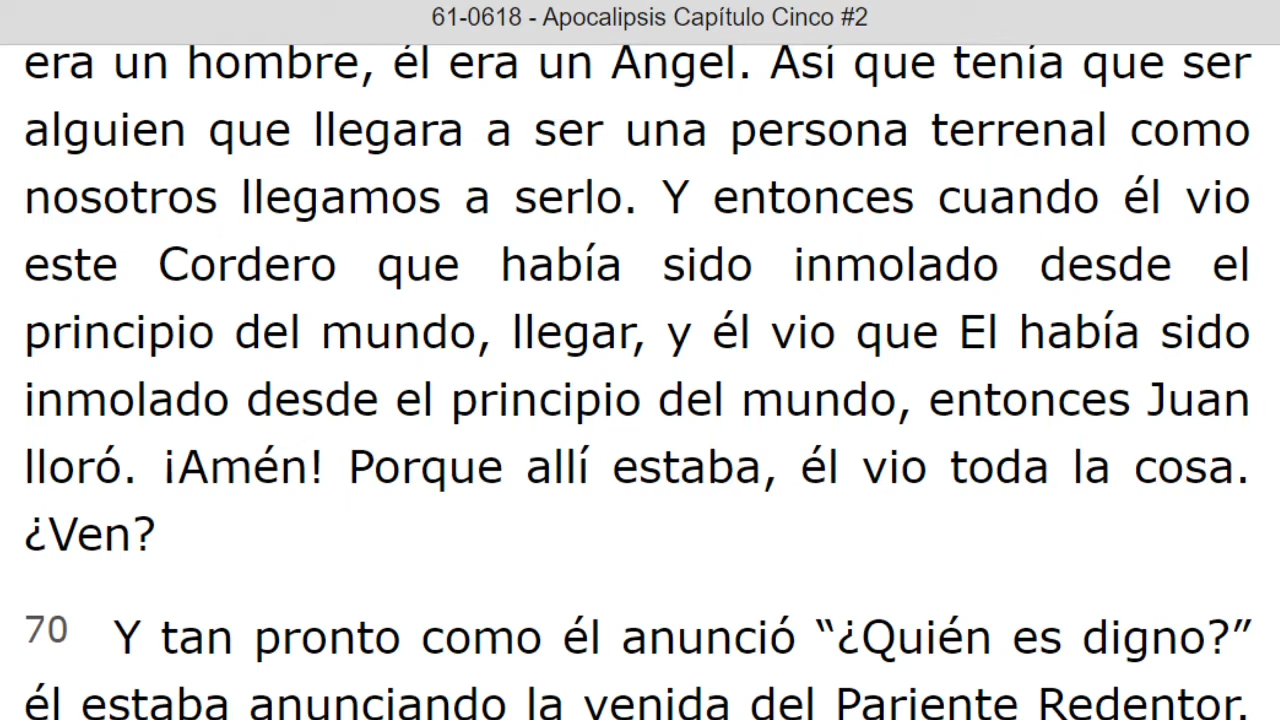 61-0618 - Apocalipsis Capítulo Cinco #2
era un hombre, él era un Angel. Así que tenía que ser
alguien que llegara a ser una persona terrenal como
nosotros llegamos a serlo. Y entonces cuando él vio
este Cordero que había sido inmolado desde el
principio del mundo, llegar, y él vio que El había sido
inmolado desde el principio del mundo, entonces Juan
lloró. ¡Amén! Porque allí estaba, él vio toda la cosa.
¿Ven?
70 Y tan pronto como él anunció “¿Quién es digno?”
él estaba anunciando la venida del Pariente Redentor.